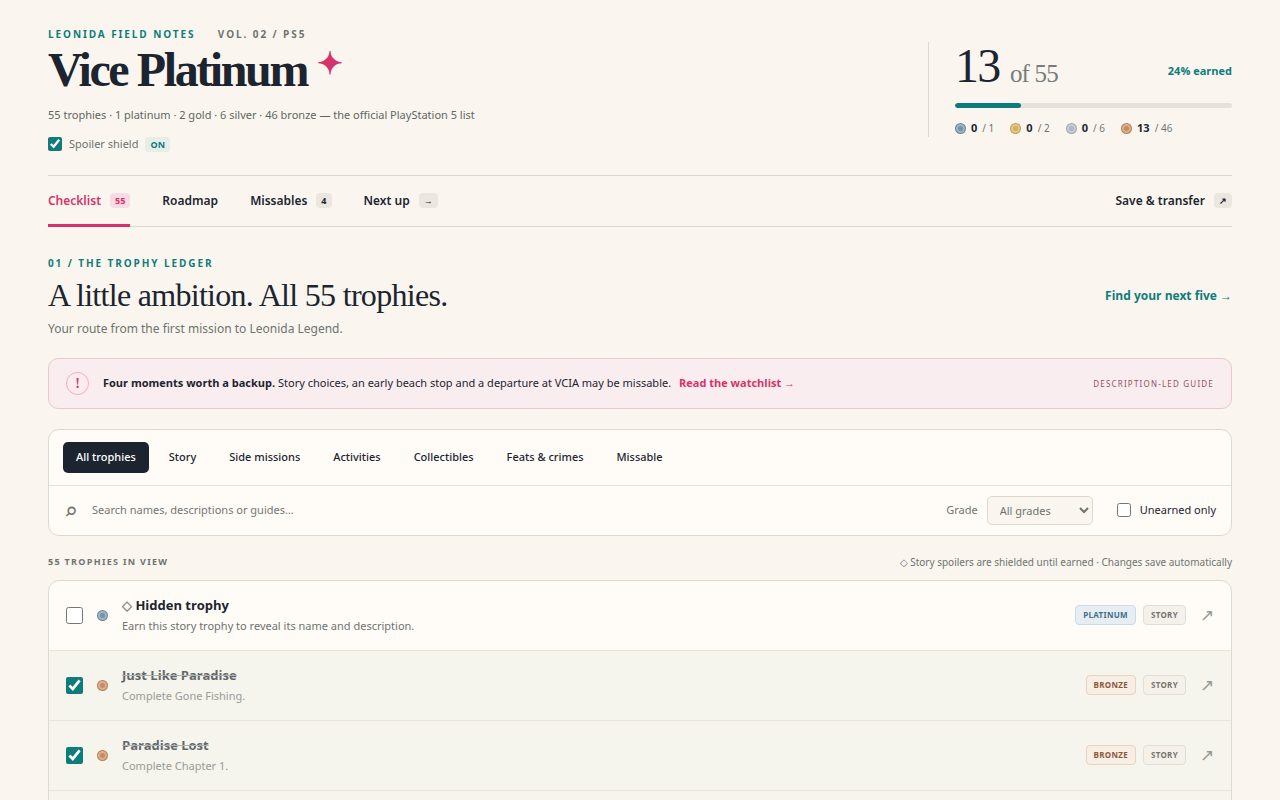 LEONIDA FIELD NOTES VOL. 02 / PS5
Vice Platinum ✦
55 trophies · 1 platinum · 2 gold · 6 silver · 46 bronze — the official PlayStation 5 list
Spoiler shield ON
13 of 55
24% earned
0 / 1 0 / 2 0 / 6 13 / 46
Checklist 55 Roadmap Missables 4 Next up → Save & transfer ↗
01 / THE TROPHY LEDGER
A little ambition. All 55 trophies.
Find your next five →
Your route from the first mission to Leonida Legend.
! Four moments worth a backup. Story choices, an early beach stop and a departure at VCIA may be missable. Read the watchlist → DESCRIPTION-LED GUIDE
All trophies Story Side missions Activities Collectibles Feats & crimes Missable
Search names, descriptions or guides... Grade All grades Unearned only
55 TROPHIES IN VIEW ◇ Story spoilers are shielded until earned · Changes save automatically
◇ Hidden trophy
Earn this story trophy to reveal its name and description.
PLATINUM STORY ↗
Just Like Paradise
Complete Gone Fishing.
BRONZE STORY ↗
Paradise Lost
Complete Chapter 1.
BRONZE STORY ↗